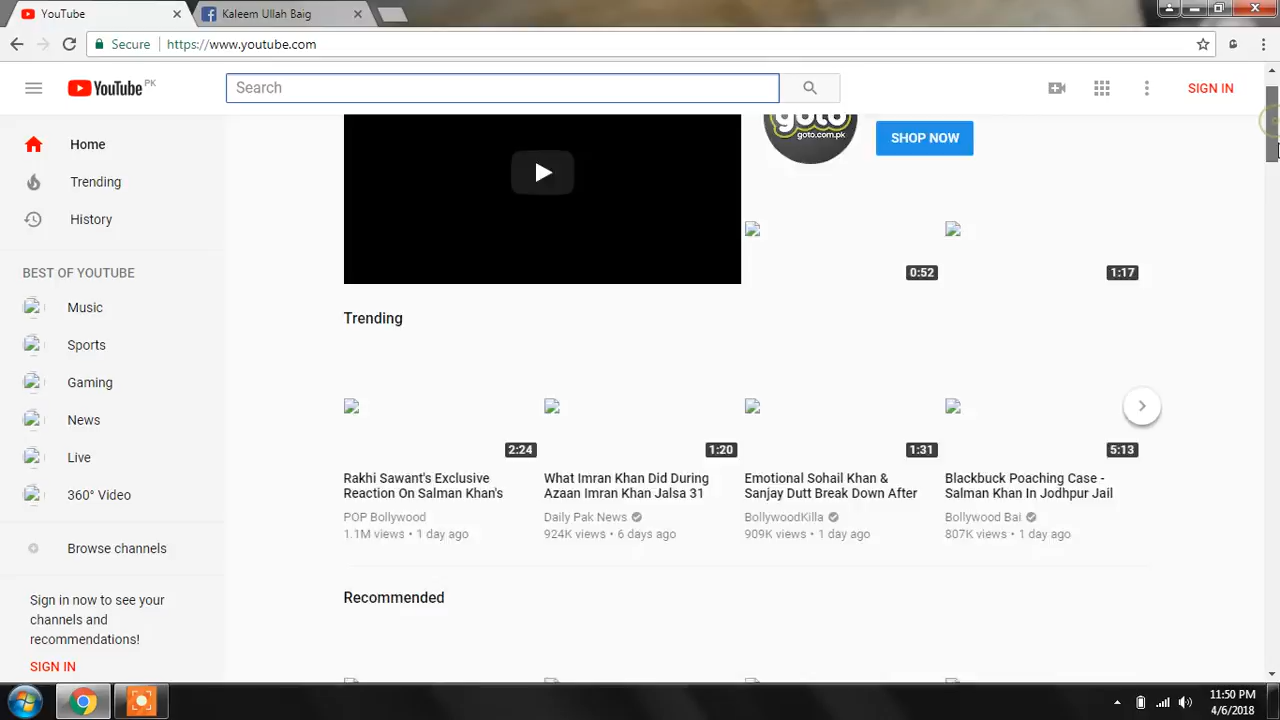 YouTube
Kaleem Ullah Baig
Secure https://www.youtube.com
YouTube PK
Search
SIGN IN
Home
Trending
History
BEST OF YOUTUBE
Music
Sports
Gaming
News
Live
360° Video
Browse channels
Sign in now to see your
channels and
recommendations!
SIGN IN
goto
goto.com.pk
SHOP NOW
0:52
1:17
Trending
2:24
1:20
1:31
5:13
Rakhi Sawant's Exclusive
Reaction On Salman Khan's
POP Bollywood
1.1M views • 1 day ago
What Imran Khan Did During
Azaan Imran Khan Jalsa 31
Daily Pak News
924K views • 6 days ago
Emotional Sohail Khan &
Sanjay Dutt Break Down After
BollywoodKilla
909K views • 1 day ago
Blackbuck Poaching Case -
Salman Khan In Jodhpur Jail
Bollywood Bai
807K views • 1 day ago
Recommended
11:50 PM
4/6/2018